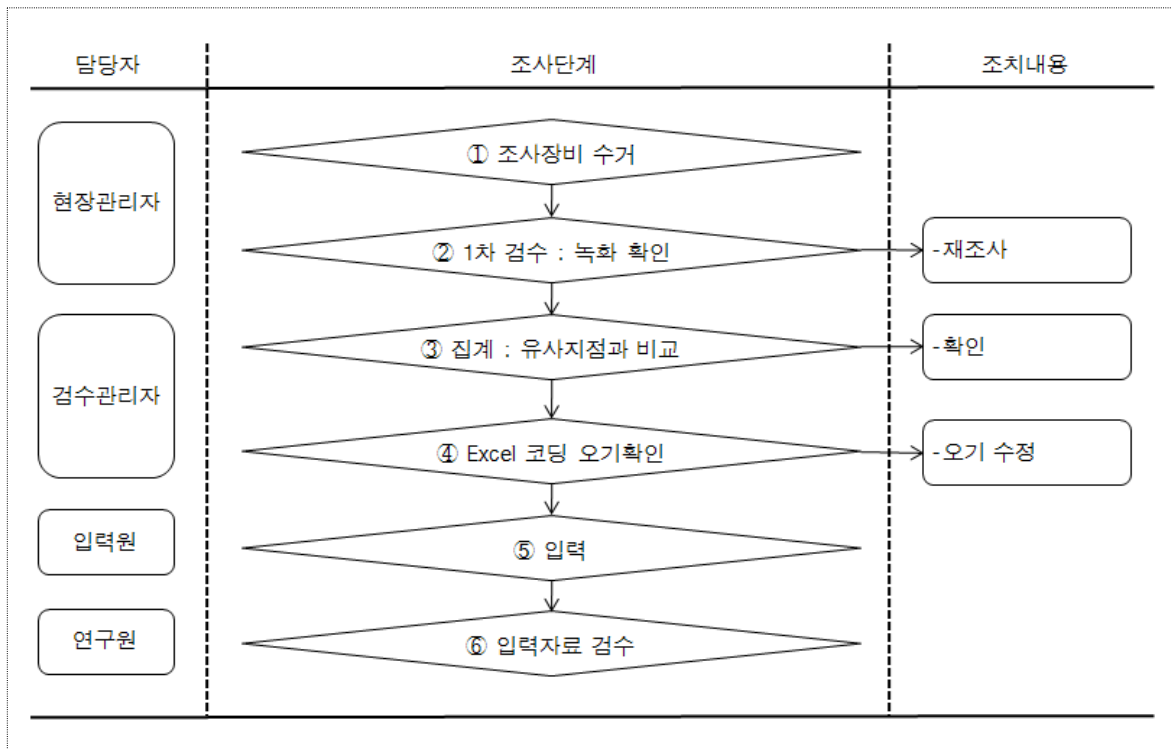 담당자 조사단계 조치내용
현장관리자
① 조사장비 수거
② 1차 검수 : 녹화 확인
-재조사
검수관리자
③ 집계 : 유사지점과 비교
-확인
④ Excel 코딩 오기확인
-오기 수정
입력원
⑤ 입력
연구원
⑥ 입력자료 검수